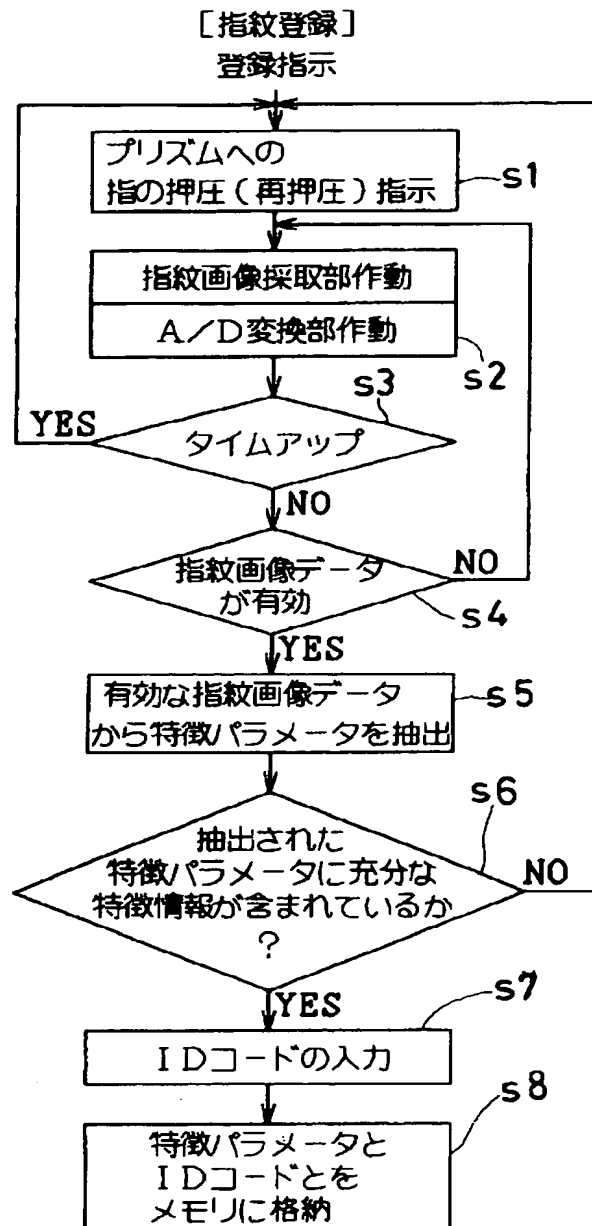 ［指紋登録］
登録指示
プリズムへの
指の押圧（再押圧）指示
s1
指紋画像採取部作動
A／D変換部作動
s2
s3
YES
タイムアップ
NO
指紋画像データ
が有効
NO
s4
YES
有効な指紋画像データ
から特徴パラメータを抽出
s5
s6
抽出された
特徴パラメータに充分な
特徴情報が含まれているか
？
NO
YES
s7
IDコードの入力
s8
特徴パラメータと
IDコードとを
メモリに格納